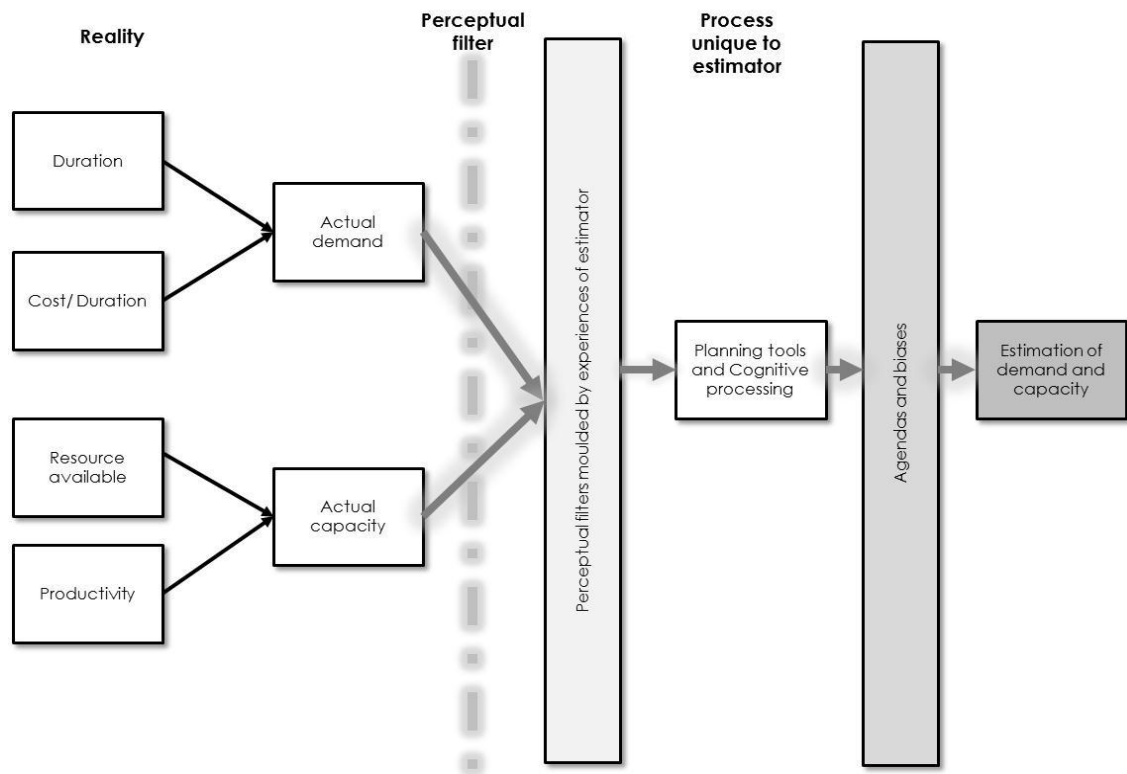 Reality
Perceptual
filter
Process
unique to
estimator
Duration
Cost/ Duration
Actual
demand
Resource
available
Productivity
Actual
capacity
Perceptual filters moulded by experiences of estimator
Planning tools
and Cognitive
processing
Agendas and biases
Estimation of
demand and
capacity